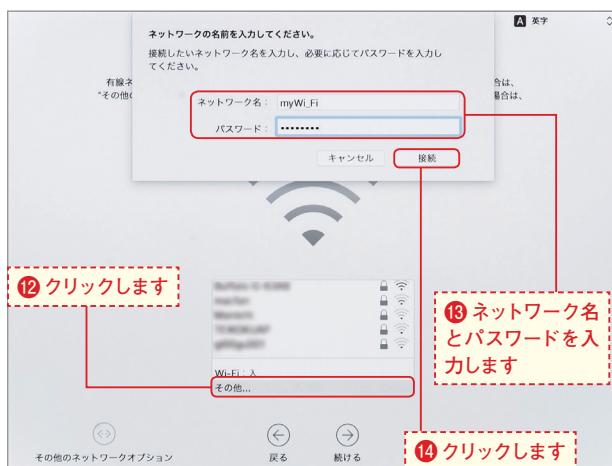 A 英字
ネットワークの名前を入力してください。
接続したいネットワーク名を入力し、必要に応じてパスワードを入力し
てください。
有線ネ
合は、
"その他の
場合は、
ネットワーク名： myWi_Fi
パスワード： ••••••••
キャンセル
接続
⑫ クリックします
⑬ ネットワーク名
とパスワードを入
力します
Wi-Fi：入
その他...
⑭ クリックします
その他のネットワークオプション
戻る
続ける